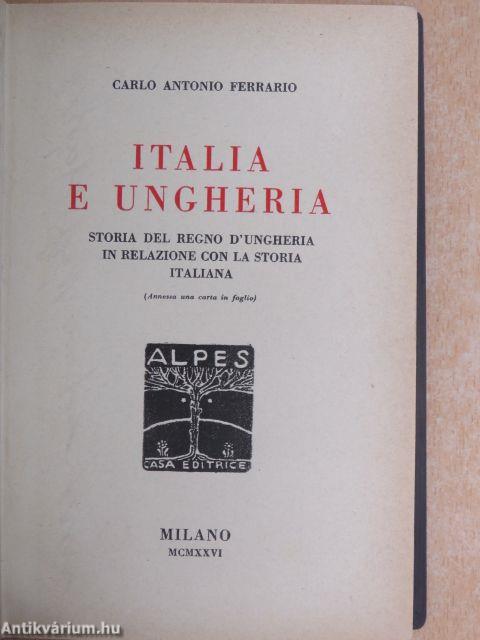 CARLO ANTONIO FERRARIO
ITALIA
E UNGHERIA
STORIA DEL REGNO D'UNGHERIA
IN RELAZIONE CON LA STORIA
ITALIANA
(Annessa una carta in foglio)
ALPES
CASA EDITRICE
MILANO
MCMXXVI
Antikvárium.hu